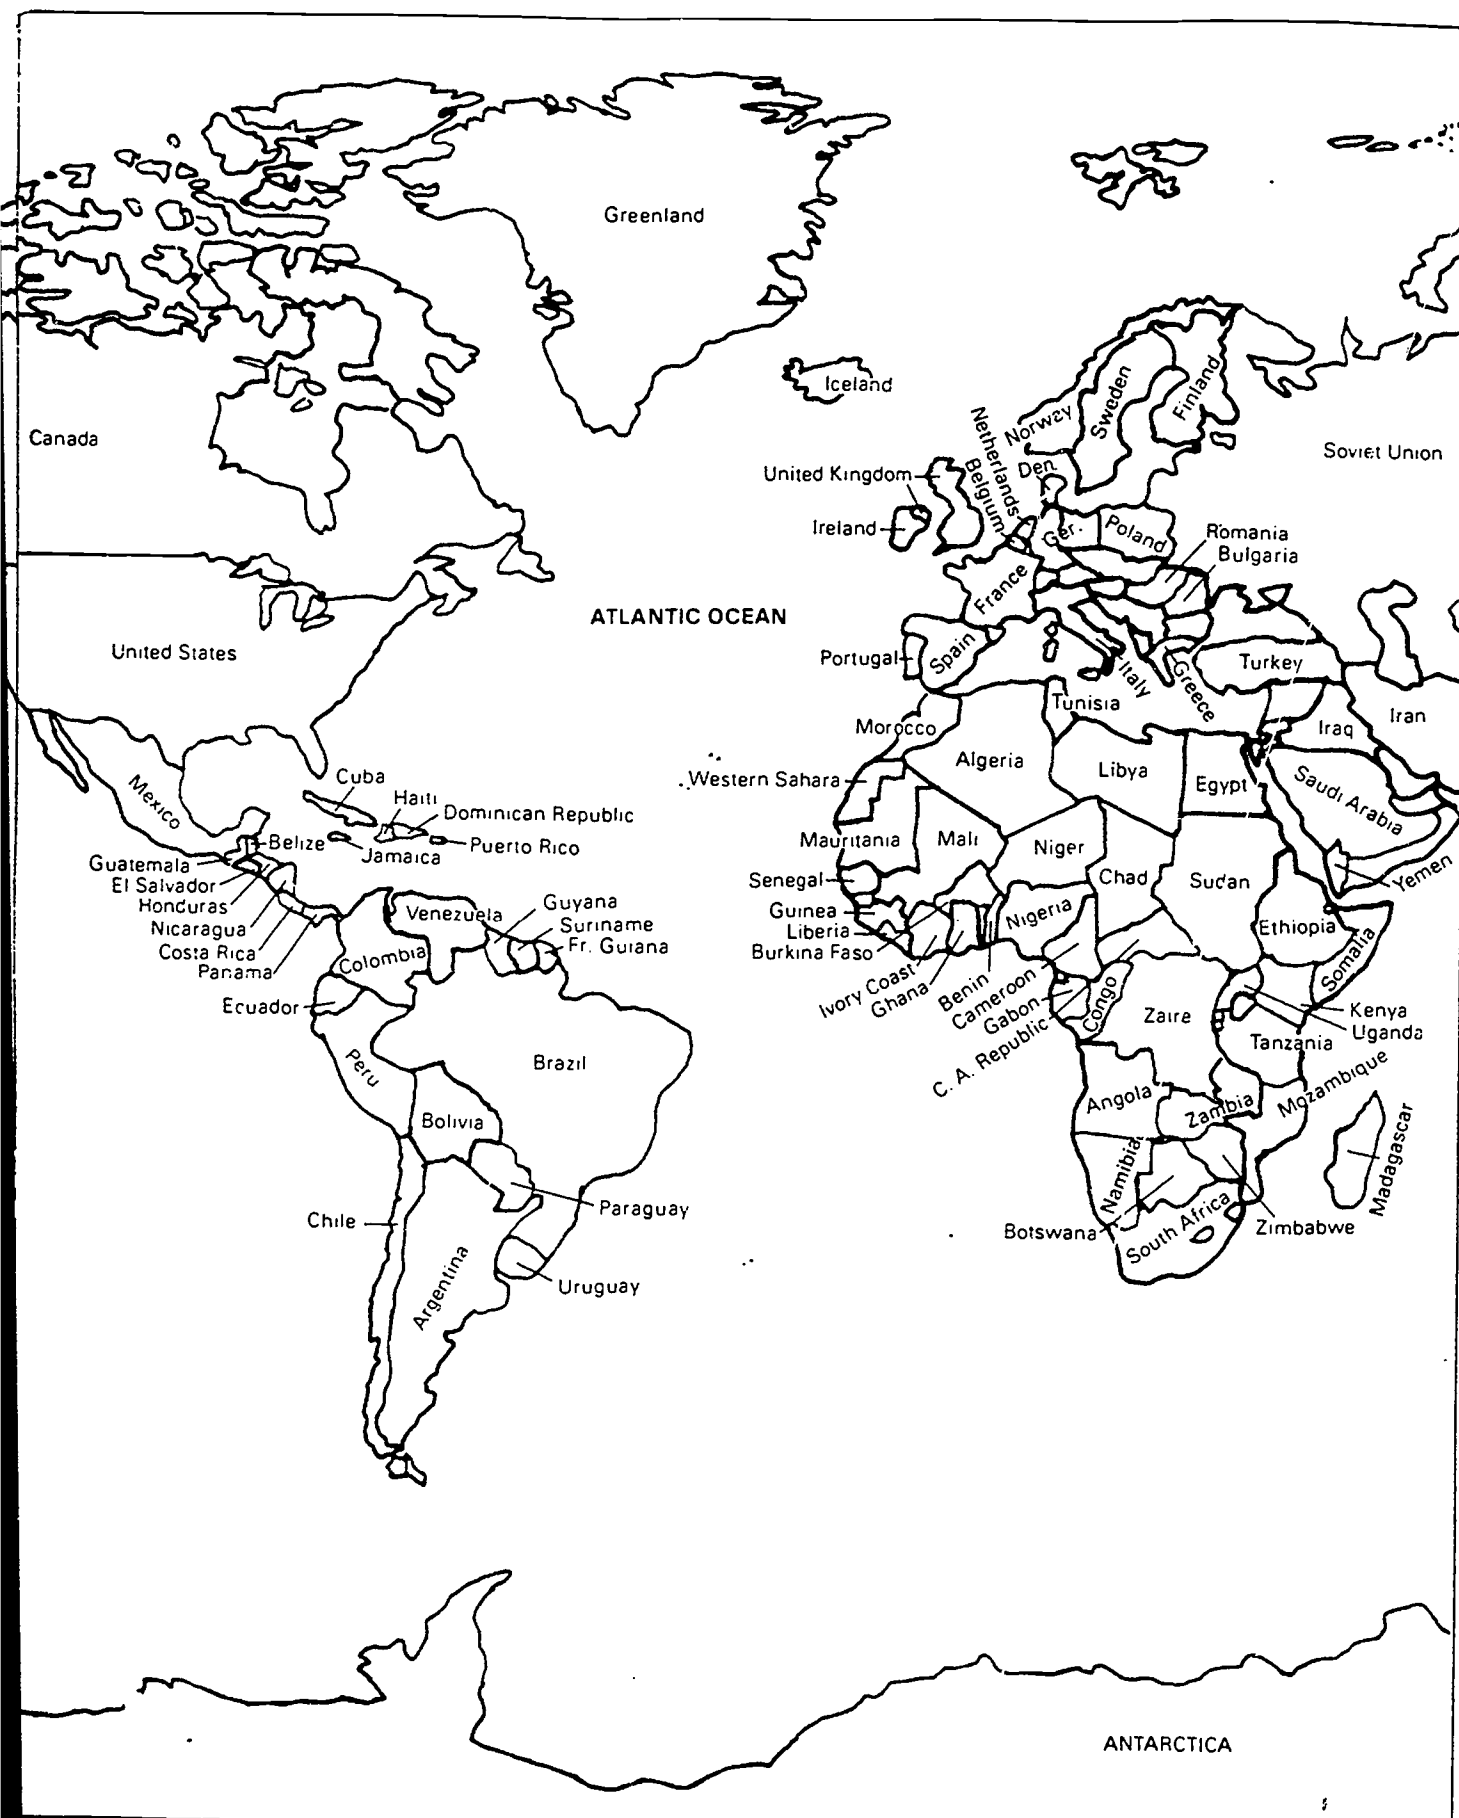 Greenland
Iceland
Canada
Norway
Sweden
Finland
Soviet Union
Netherlands
Belgium
Den.
United Kingdom
Ireland
Ger.
Poland
Romania
Bulgaria
France
ATLANTIC OCEAN
United States
Portugal
Spain
Italy
Greece
Turkey
Tunisia
Morocco
Algeria
Libya
Egypt
Iraq
Iran
Saudi Arabia
Western Sahara
Mexico
Cuba
Haiti
Dominican Republic
Puerto Rico
Belize
Jamaica
Guatemala
El Salvador
Honduras
Nicaragua
Costa Rica
Panama
Mauritania
Mali
Niger
Chad
Sudan
Yemen
Senegal
Guinea
Liberia
Burkina Faso
Nigeria
Ethiopia
Somalia
Venezuela
Guyana
Suriname
Fr. Guiana
Colombia
Ecuador
Ivory Coast
Ghana
Benin
Cameroon
Gabon
C. A. Republic
Congo
Zaire
Kenya
Uganda
Tanzania
Brazil
Peru
Bolivia
Angola
Zambia
Mozambique
Madagascar
Namibia
Botswana
South Africa
Zimbabwe
Chile
Paraguay
Argentina
Uruguay
ANTARCTICA